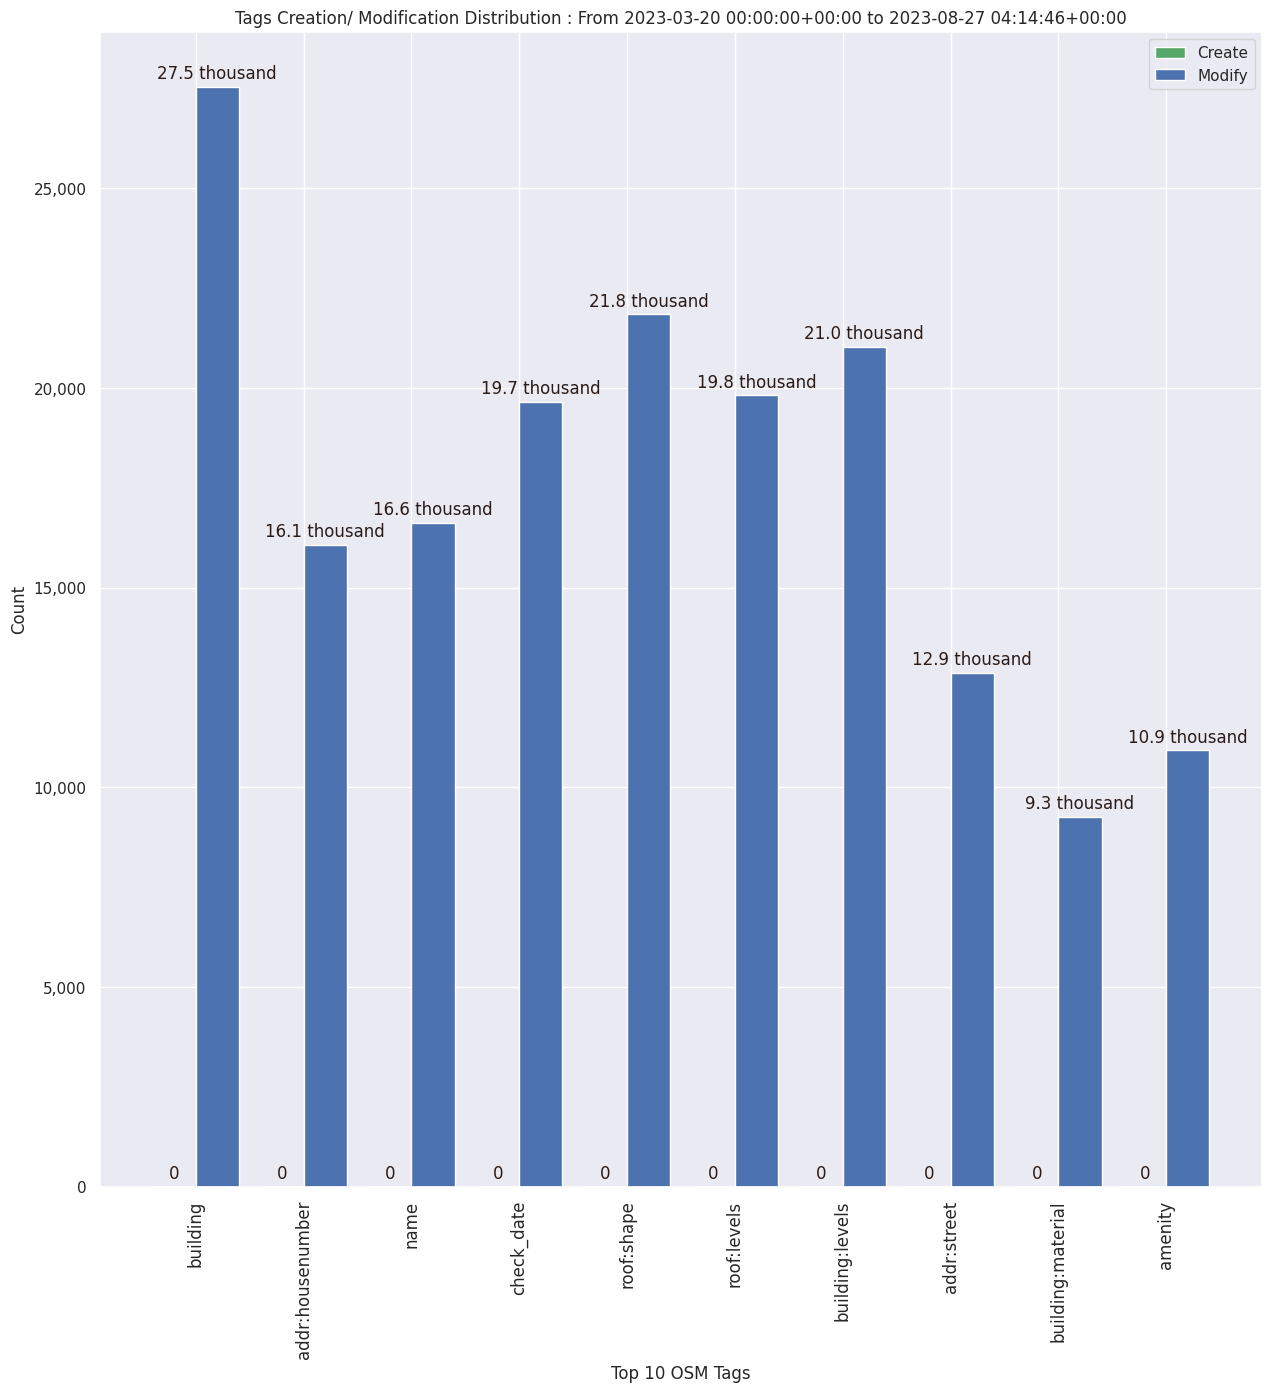 Tags Creation/ Modification Distribution : From 2023-03-20 00:00:00+00:00 to 2023-08-27 04:14:46+00:00
Create
Modify
27.5 thousand
16.1 thousand
16.6 thousand
19.7 thousand
21.8 thousand
19.8 thousand
21.0 thousand
12.9 thousand
9.3 thousand
10.9 thousand
0
0
0
0
0
0
0
0
0
0
25,000
20,000
15,000
10,000
5,000
0
Count
building
addr:housenumber
name
check_date
roof:shape
roof:levels
building:levels
addr:street
building:material
amenity
Top 10 OSM Tags